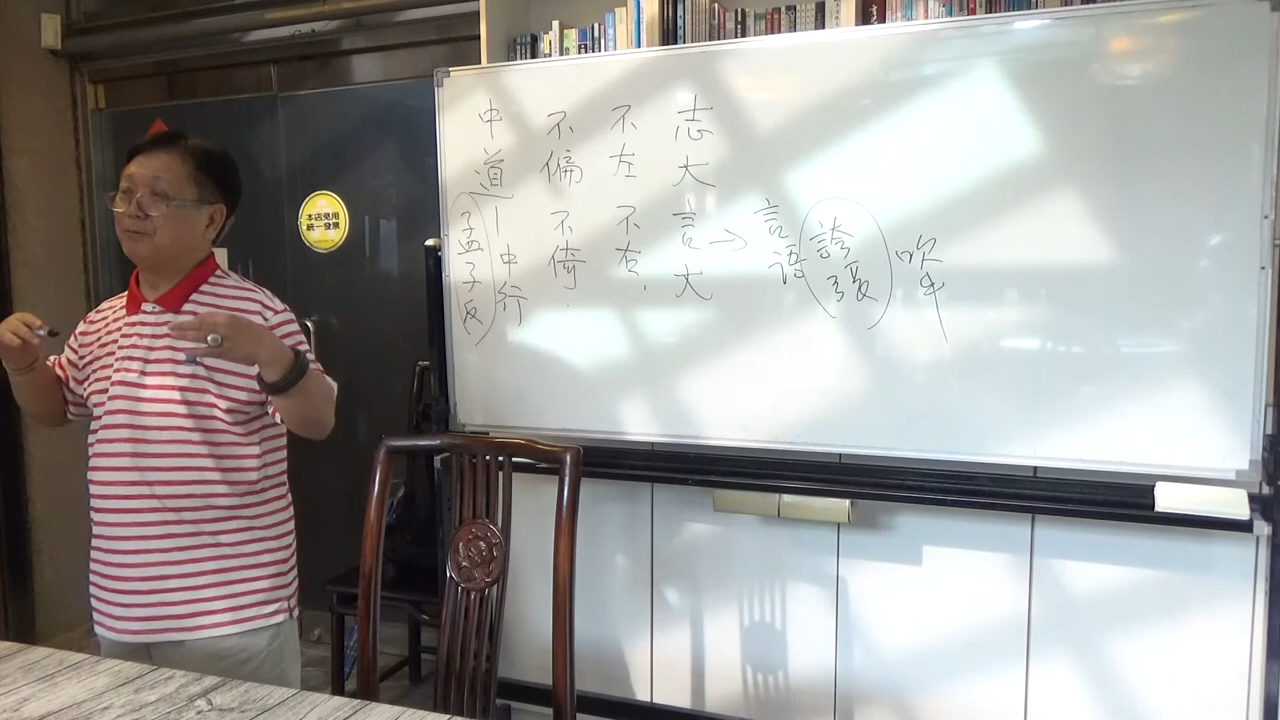 中道—中行
孟子反
不偏不倚.
不左不右.
志大言大→言語誇張
吹牛
本店免用
統一發票